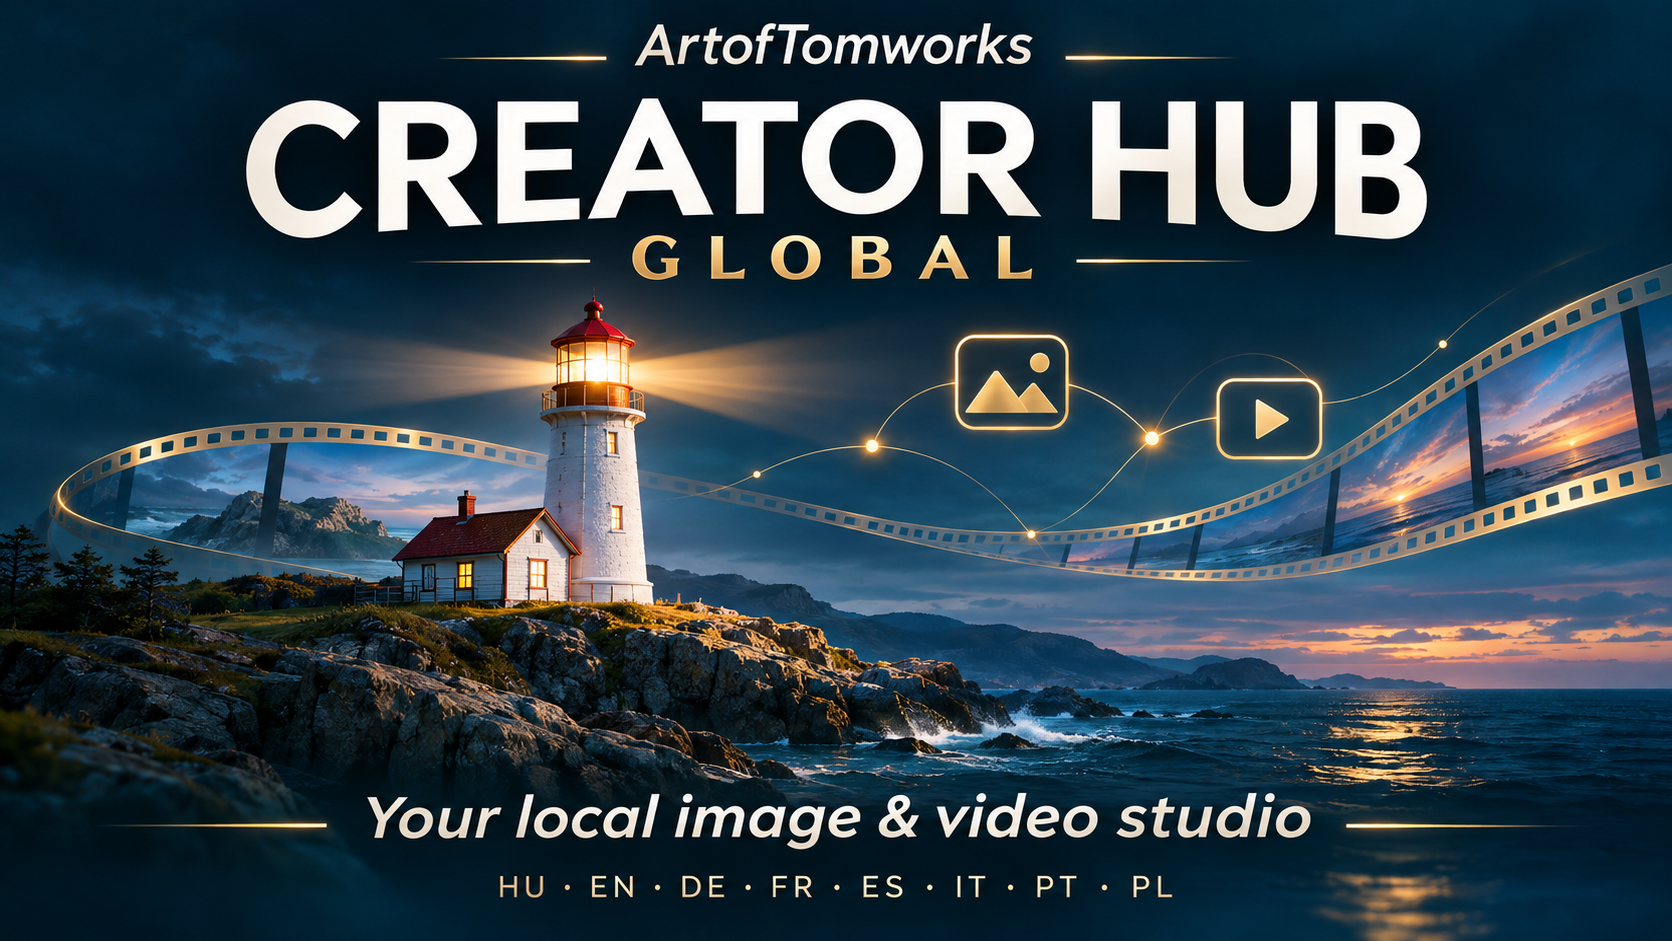 ArtofTomworks
CREATOR HUB
GLOBAL
Your local image & video studio
HU • EN • DE • FR • ES • IT • PT • PL